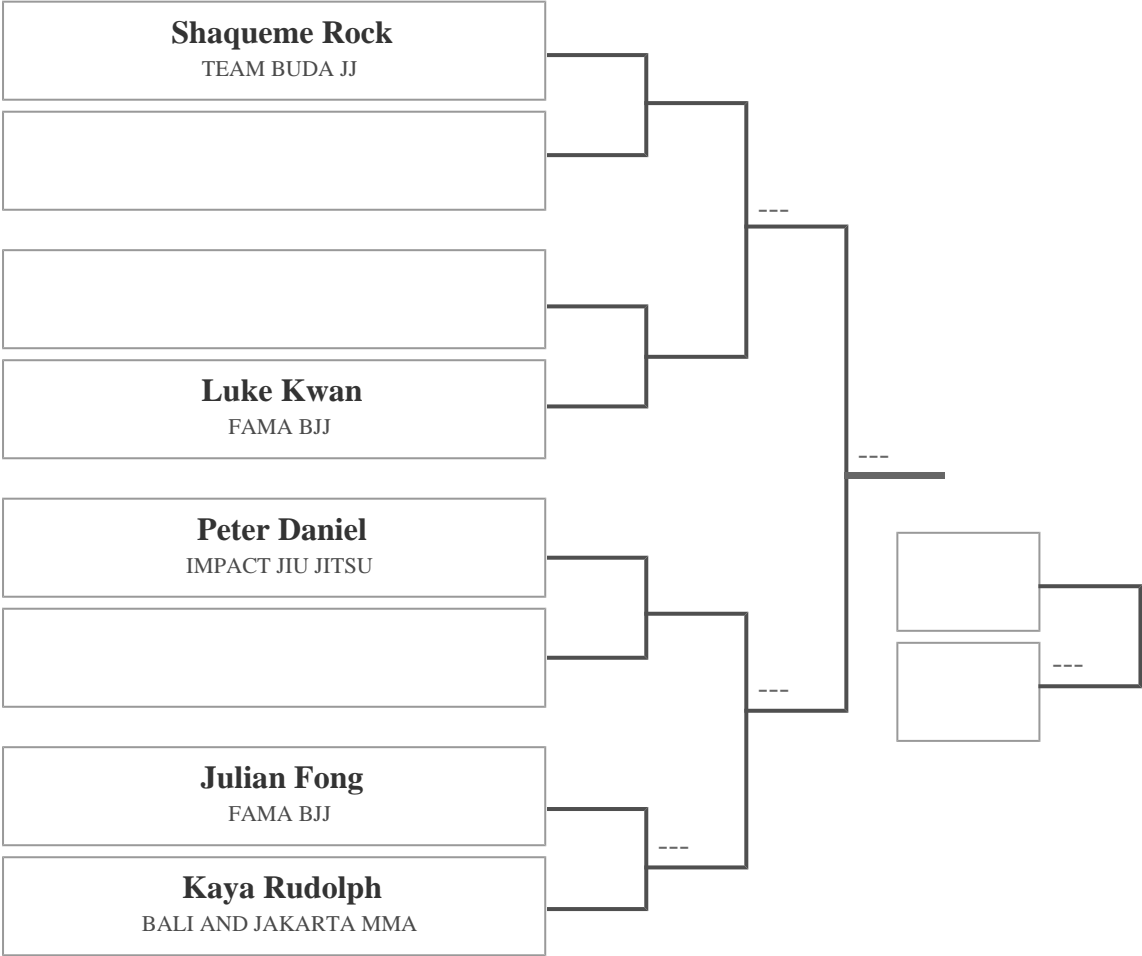 Shaqueme Rock
TEAM BUDA JJ
---
Luke Kwan
FAMA BJJ
---
Peter Daniel
IMPACT JIU JITSU
---
---
Julian Fong
FAMA BJJ
---
Kaya Rudolph
BALI AND JAKARTA MMA